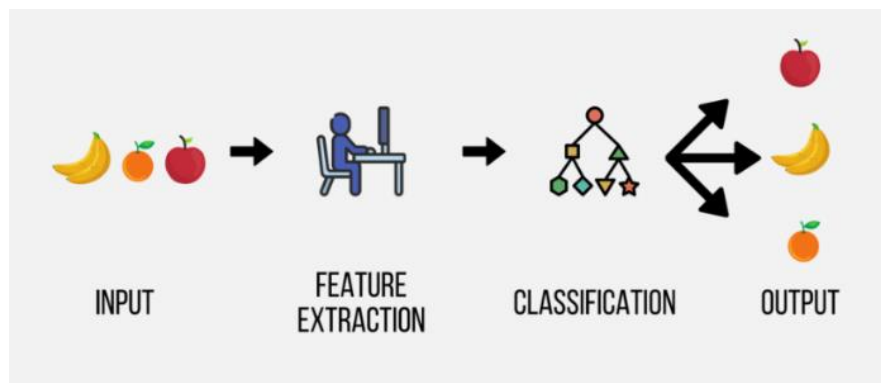 INPUT
FEATURE
EXTRACTION
CLASSIFICATION
OUTPUT